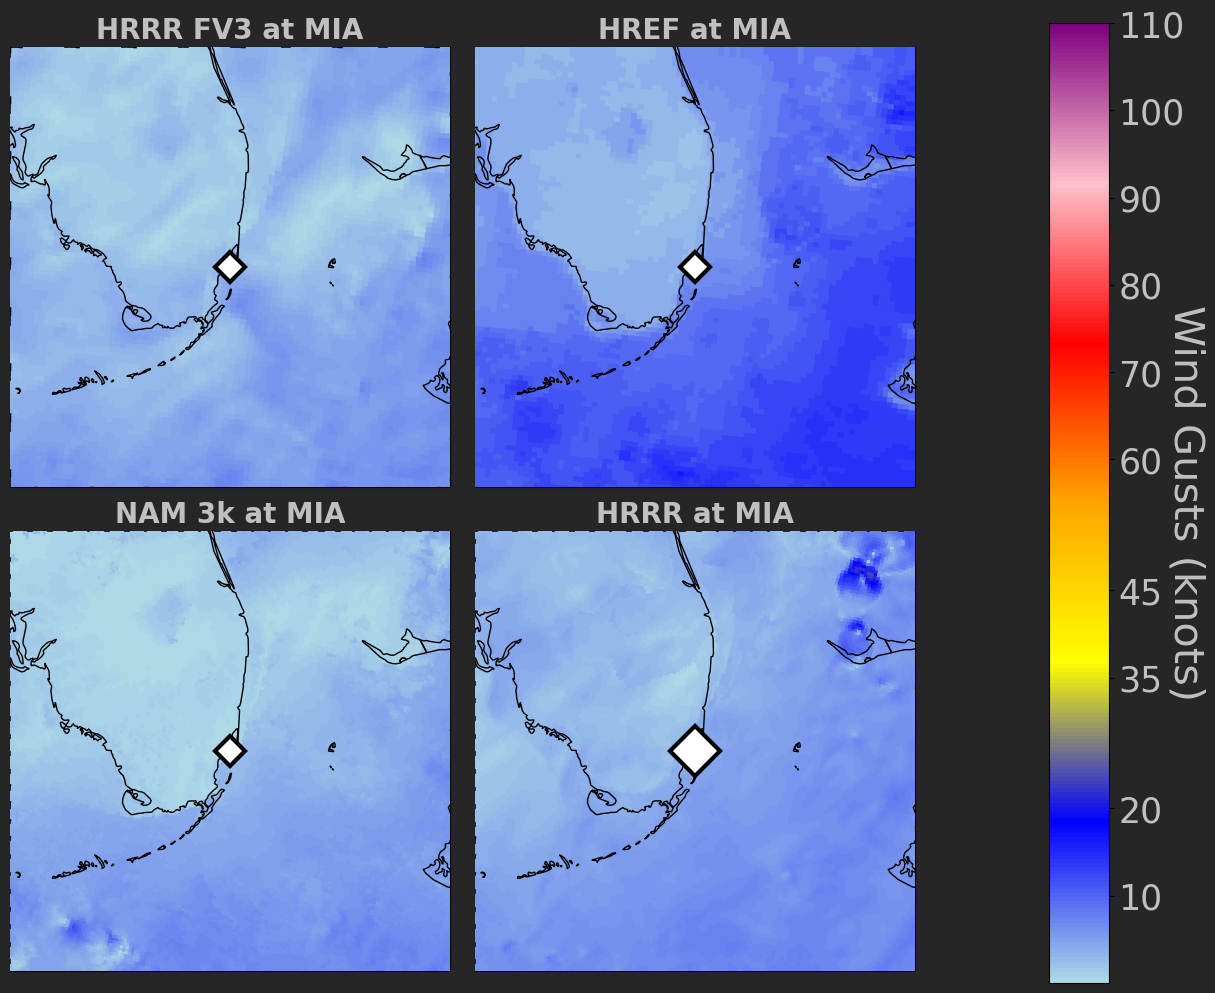 HRRR FV3 at MIA
HREF at MIA
NAM 3k at MIA
HRRR at MIA
110
100
90
80
70
60
45
35
20
10
Wind Gusts (knots)